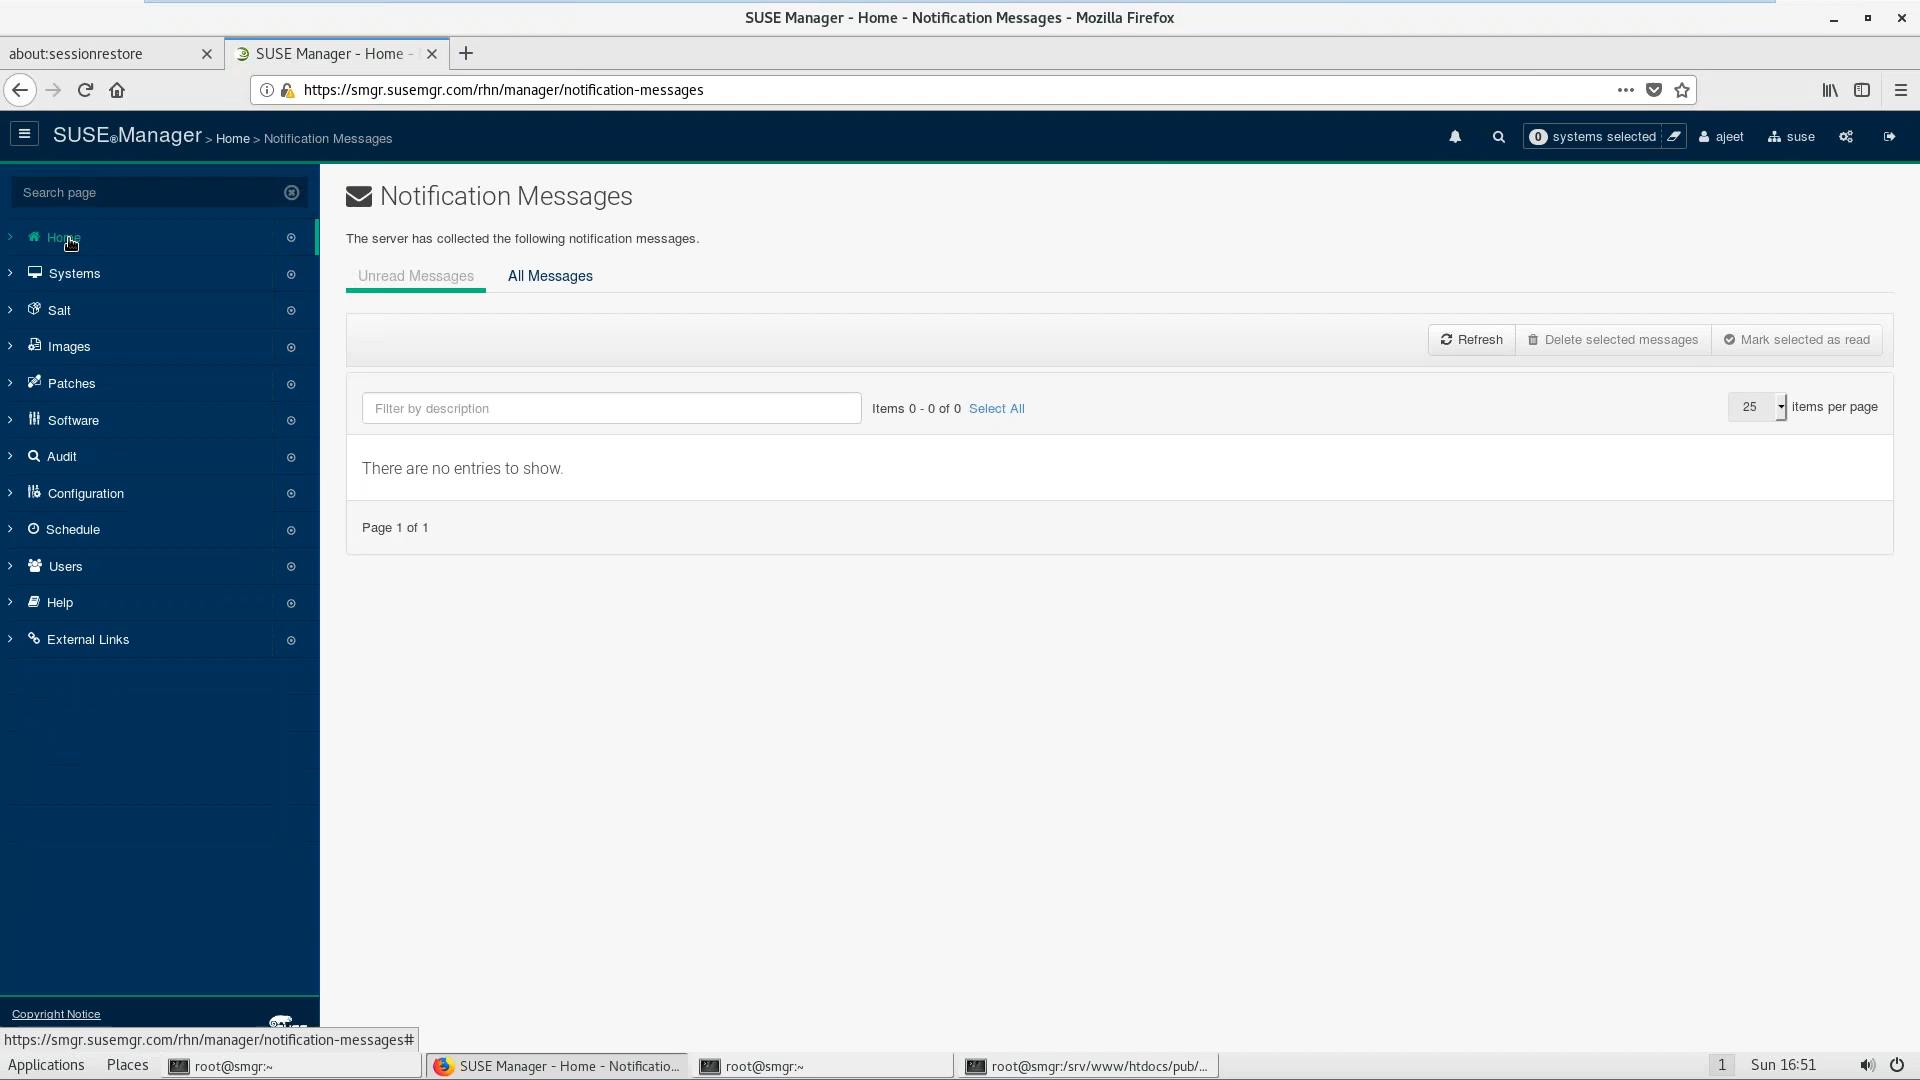 SUSE Manager - Home - Notification Messages - Mozilla Firefox
about:sessionrestore
SUSE Manager - Home -
https://smgr.susemgr.com/rhn/manager/notification-messages
SUSE®Manager > Home > Notification Messages
0 systems selected
ajeet
suse
Search page
Home
Systems
Salt
Images
Patches
Software
Audit
Configuration
Schedule
Users
Help
External Links
Copyright Notice
Notification Messages
The server has collected the following notification messages.
Unread Messages
All Messages
Refresh
Delete selected messages
Mark selected as read
Filter by description
Items 0 - 0 of 0 Select All
25 items per page
There are no entries to show.
Page 1 of 1
https://smgr.susemgr.com/rhn/manager/notification-messages#
Applications
Places
root@smgr:~
SUSE Manager - Home - Notificatio...
root@smgr:~
root@smgr:/srv/www/htdocs/pub/...
1
Sun 16:51